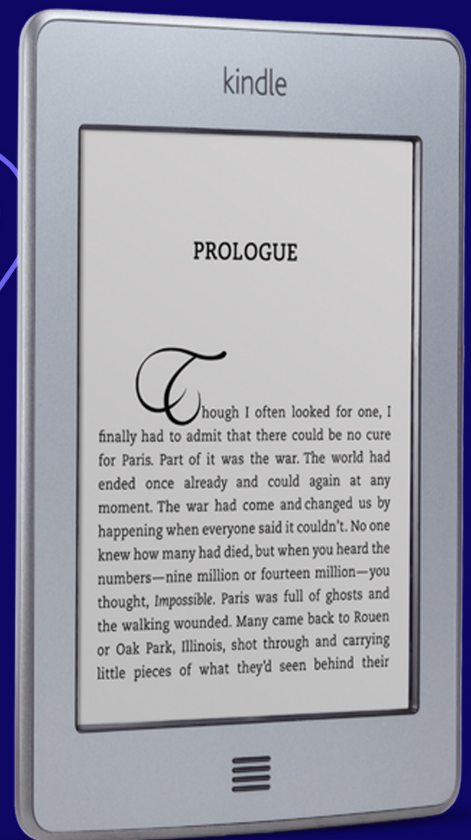 kindle
PROLOGUE
Though I often looked for one, I
finally had to admit that there could be no cure
for Paris. Part of it was the war. The world had
ended once already and could again at any
moment. The war had come and changed us by
happening when everyone said it couldn't. No one
knew how many had died, but when you heard the
numbers—nine million or fourteen million—you
thought, Impossible. Paris was full of ghosts and
the walking wounded. Many came back to Rouen
or Oak Park, Illinois, shot through and carrying
little pieces of what they'd seen behind their